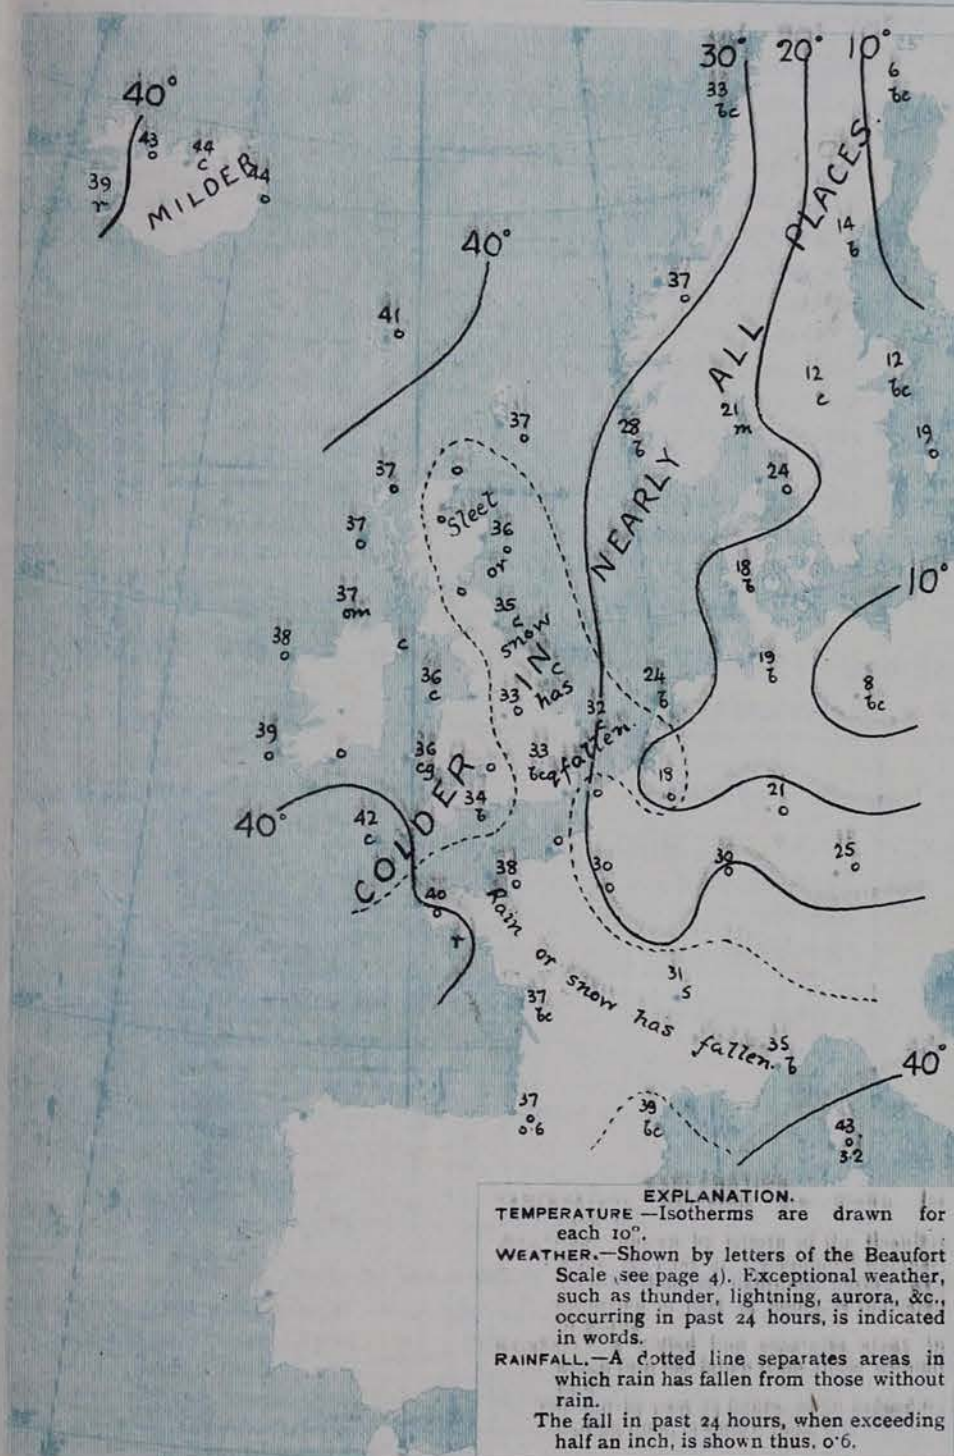 30° 20° 10°
40°
33
bc
6
bc
43
44
c
44
39
r
MILDER
14
b
40°
37
41
NEARLY ALL PLACES
12
c
12
bc
21
m
37
28
b
19
37
24
Sleet or snow has fallen.
36
37
18
b
10°
37
om
35
c
38
c
c
19
b
24
b
36
c
33
8
bc
32
39
36
cg
33
bcq
18
21
34
b
40°
42
c
COLDER IN
30
30
25
38
40
r
Rain or snow has fallen.
31
s
37
bc
35
b
40°
37
0.6
39
bc
43
3.2
EXPLANATION.
TEMPERATURE—Isotherms are drawn for
each 10°.
WEATHER.—Shown by letters of the Beaufort
Scale (see page 4). Exceptional weather,
such as thunder, lightning, aurora, &c.,
occurring in past 24 hours, is indicated
in words.
RAINFALL.—A dotted line separates areas in
which rain has fallen from those without
rain.
The fall in past 24 hours, when exceeding
half an inch, is shown thus, 0·6.